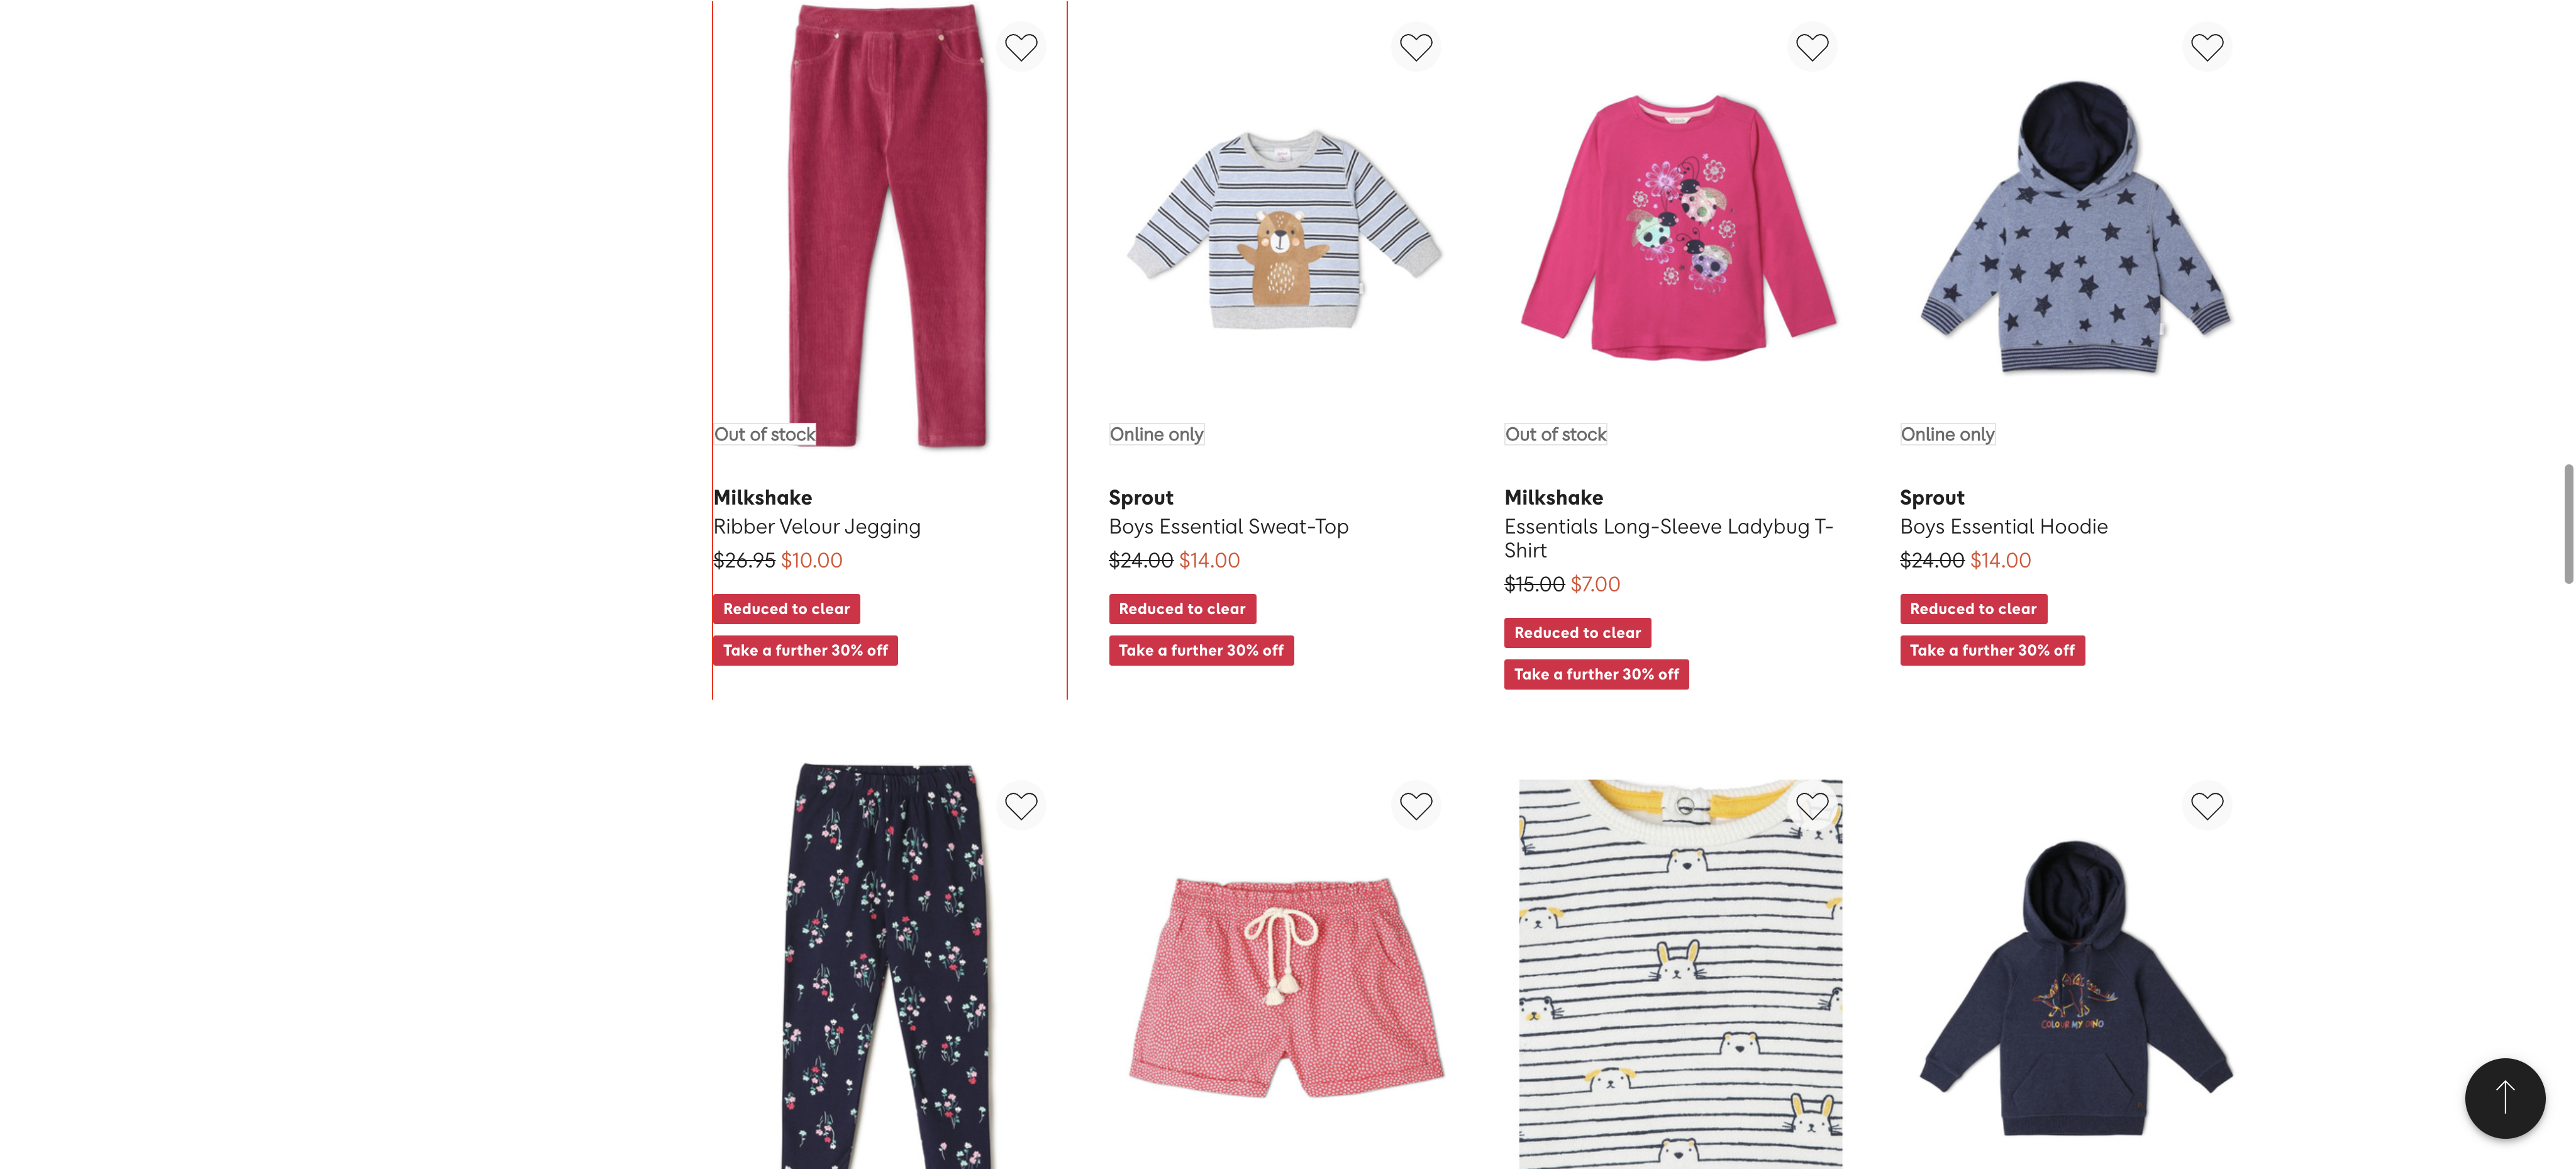 Out of stock
Online only
Out of stock
Online only
Milkshake
Ribber Velour Jegging
$26.95 $10.00
Reduced to clear
Take a further 30% off
Sprout
Boys Essential Sweat-Top
$24.00 $14.00
Reduced to clear
Take a further 30% off
Milkshake
Essentials Long-Sleeve Ladybug T-
Shirt
$15.00 $7.00
Reduced to clear
Take a further 30% off
Sprout
Boys Essential Hoodie
$24.00 $14.00
Reduced to clear
Take a further 30% off
COLOUR MY DINO